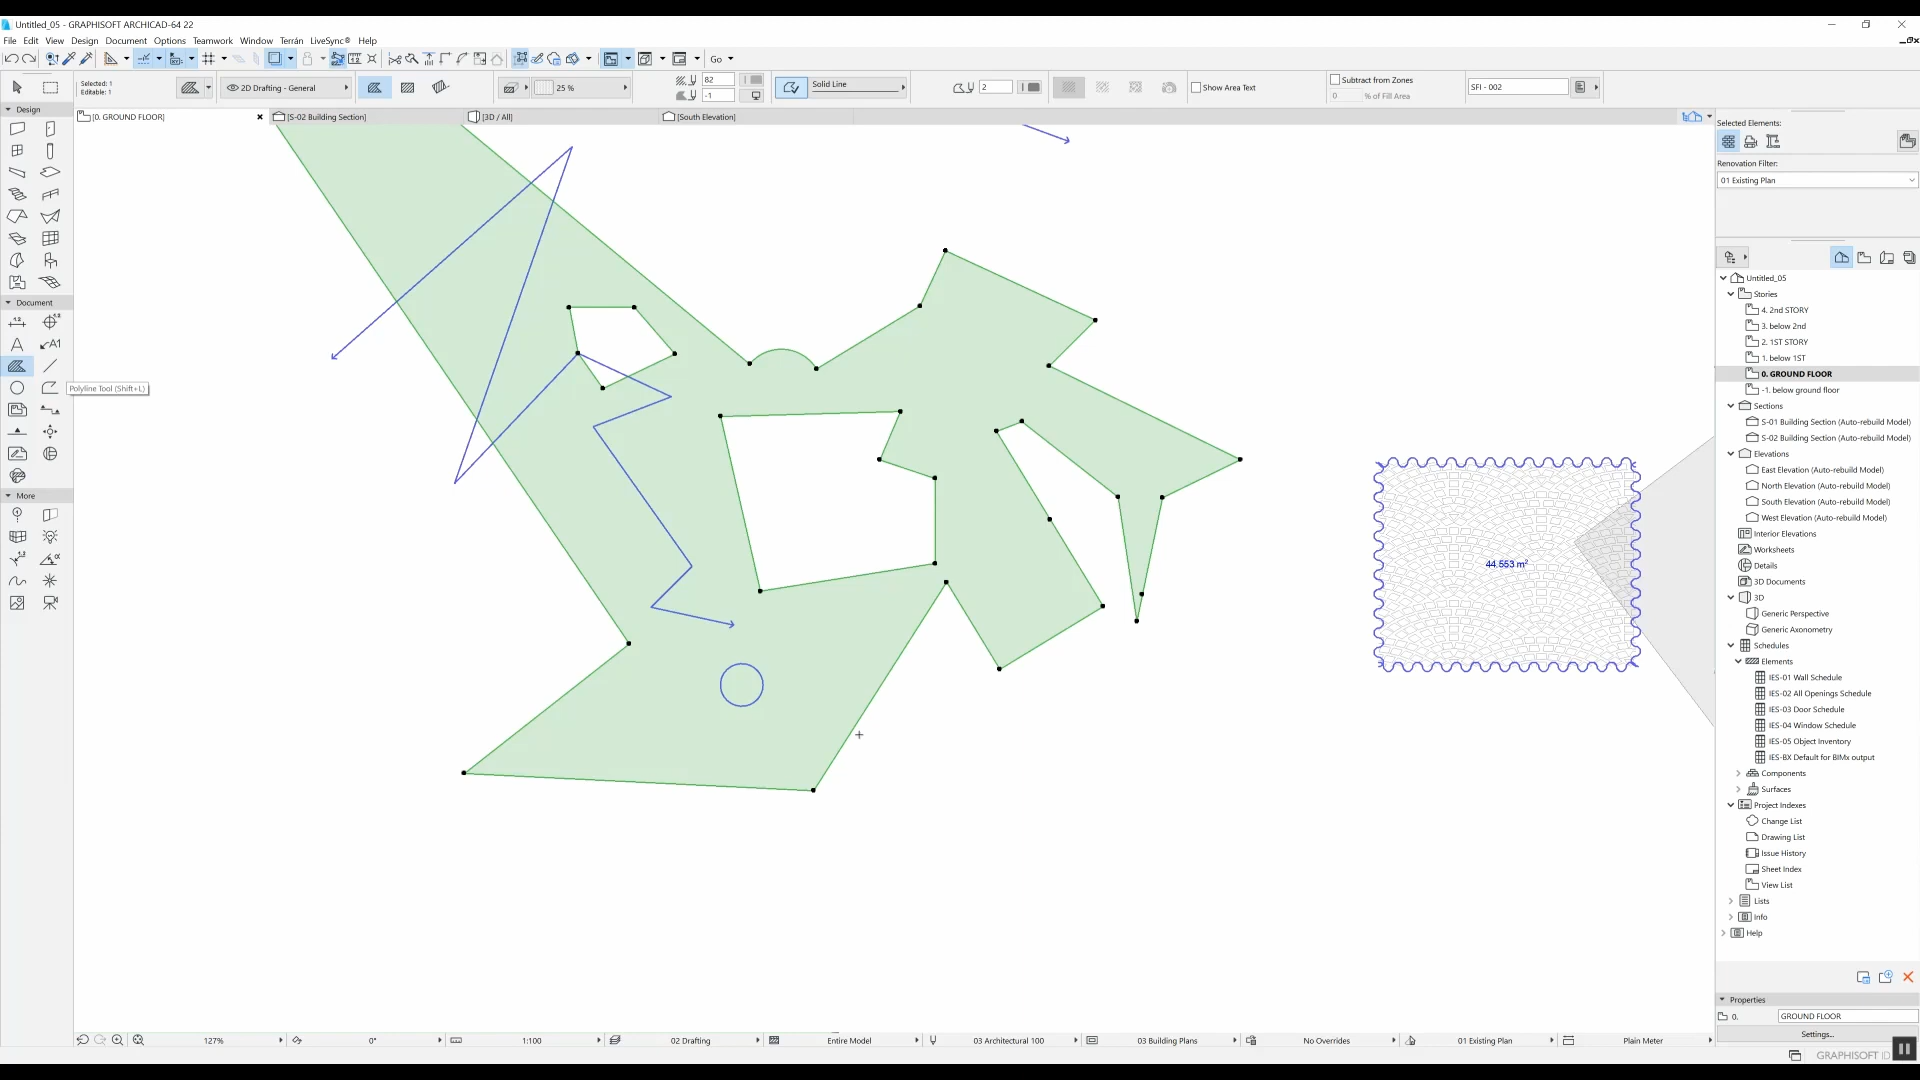 Untitled_05 - GRAPHISOFT ARCHICAD-64 22
File Edit View Design Document Options Teamwork Window Terrán LiveSync® Help
Go
Selected: 1
Editable: 1
2D Drafting - General
25 %
82
-1
Solid Line
2
Show Area Text
Subtract from Zones
0 % of Fill Area
SFI - 002
Design
[0. GROUND FLOOR]
[S-02 Building Section]
[3D / All]
[South Elevation]
Document
A
A1
Polyline Tool (Shift+L)
More
44.553 m²
Selected Elements:
Renovation Filter:
01 Existing Plan
Untitled_05
Stories
4. 2nd STORY
3. below 2nd
2. 1ST STORY
1. below 1ST
0. GROUND FLOOR
-1. below ground floor
Sections
S-01 Building Section (Auto-rebuild Model)
S-02 Building Section (Auto-rebuild Model)
Elevations
East Elevation (Auto-rebuild Model)
North Elevation (Auto-rebuild Model)
South Elevation (Auto-rebuild Model)
West Elevation (Auto-rebuild Model)
Interior Elevations
Worksheets
Details
3D Documents
3D
Generic Perspective
Generic Axonometry
Schedules
Elements
IES-01 Wall Schedule
IES-02 All Openings Schedule
IES-03 Door Schedule
IES-04 Window Schedule
IES-05 Object Inventory
IES-BX Default for BIMx output
Components
Surfaces
Project Indexes
Change List
Drawing List
Issue History
Sheet Index
View List
Lists
Info
Help
Properties
0. GROUND FLOOR
Settings...
127%
0°
1:100
02 Drafting
Entire Model
03 Architectural 100
03 Building Plans
No Overrides
01 Existing Plan
Plain Meter
GRAPHISOFT ID